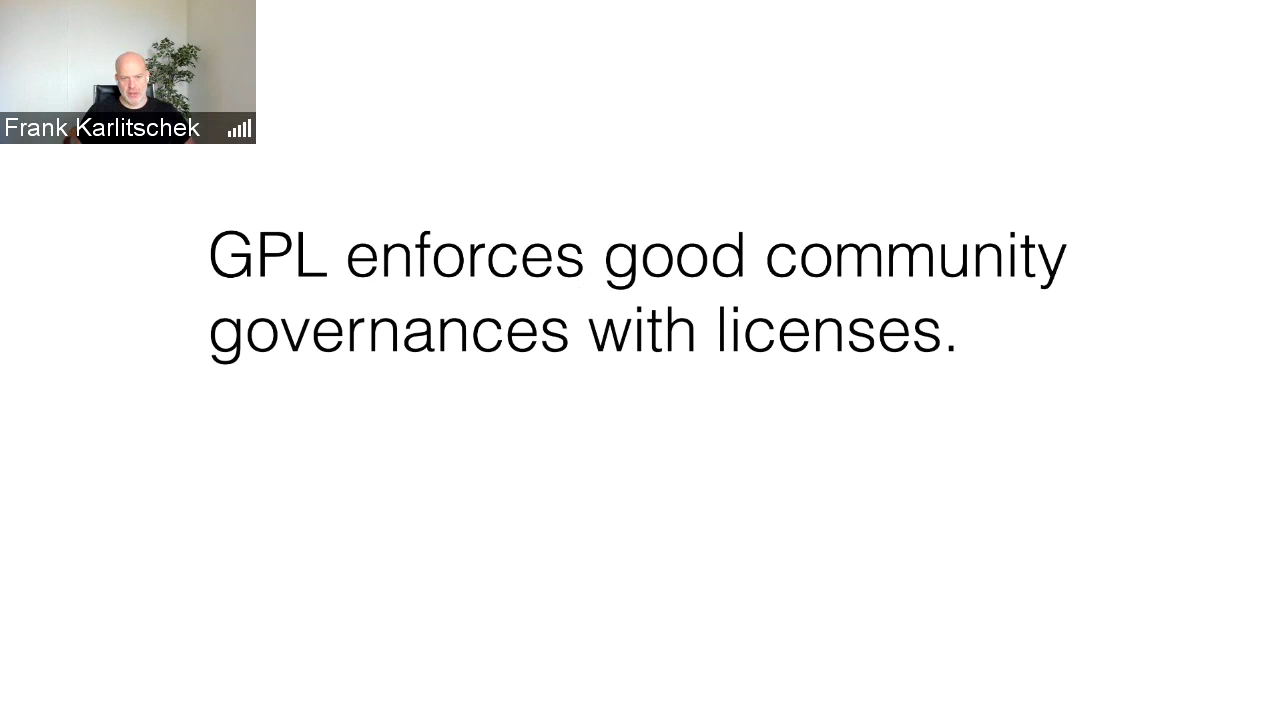 Frank Karlitschek
GPL enforces good community
governances with licenses.